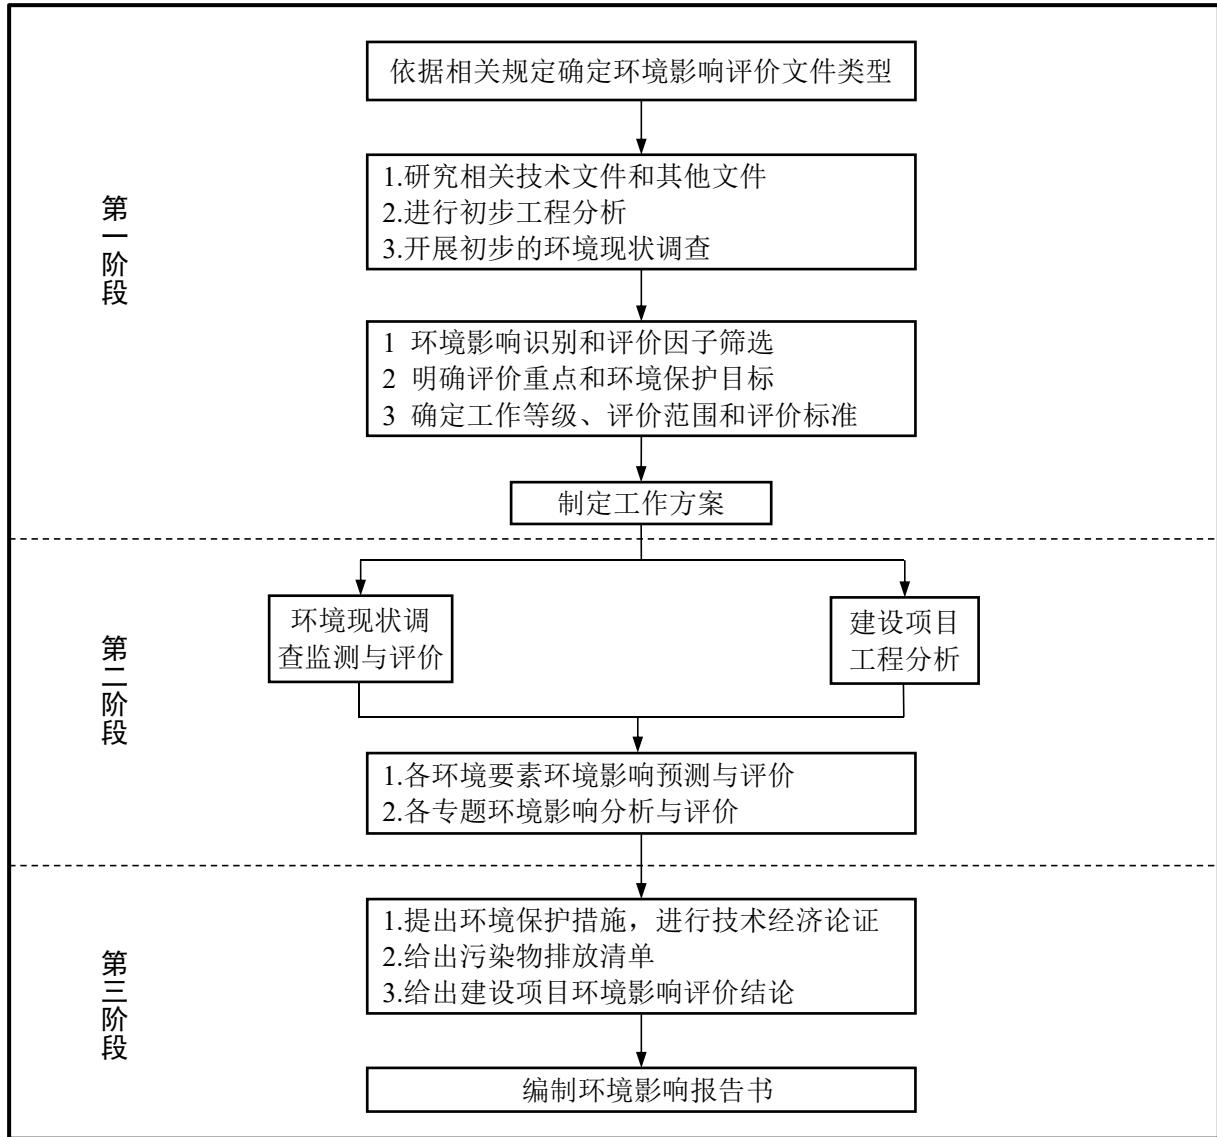 第一阶段
依据相关规定确定环境影响评价文件类型
1.研究相关技术文件和其他文件
2.进行初步工程分析
3.开展初步的环境现状调查
1 环境影响识别和评价因子筛选
2 明确评价重点和环境保护目标
3 确定工作等级、评价范围和评价标准
制定工作方案
第二阶段
环境现状调
查监测与评价
建设项目
工程分析
1.各环境要素环境影响预测与评价
2.各专题环境影响分析与评价
第三阶段
1.提出环境保护措施，进行技术经济论证
2.给出污染物排放清单
3.给出建设项目环境影响评价结论
编制环境影响报告书